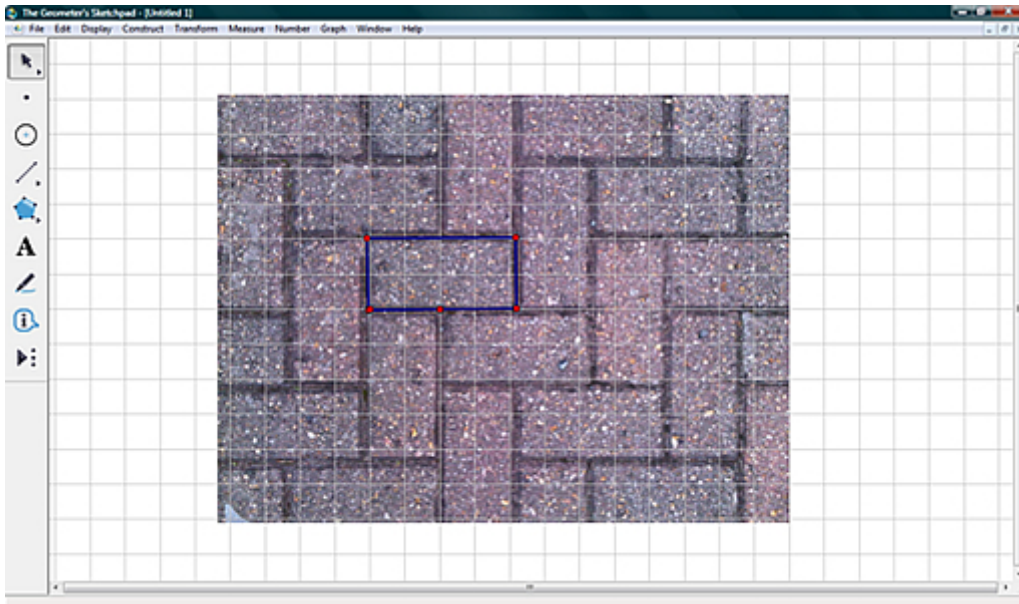 The Geometer's Sketchpad - [Untitled 1]
File Edit Display Construct Transform Measure Number Graph Window Help
A